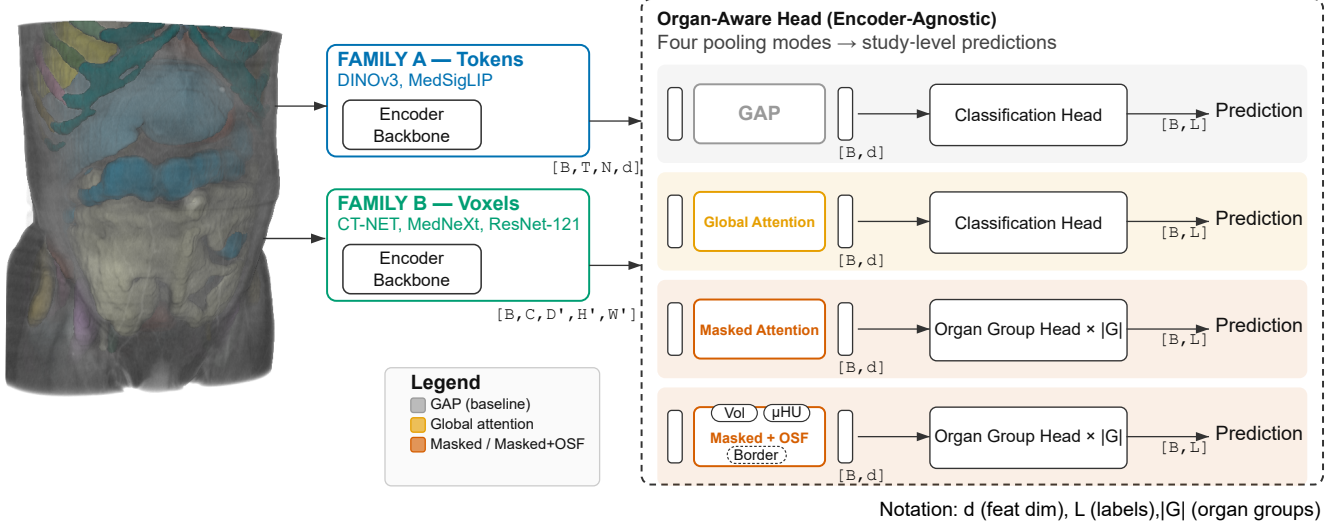 FAMILY A — Tokens
DINOv3, MedSigLIP
Encoder
Backbone
[B,T,N,d]
FAMILY B — Voxels
CT-NET, MedNeXt, ResNet-121
Encoder
Backbone
[B,C,D',H',W']
Legend
GAP (baseline)
Global attention
Masked / Masked+OSF
Organ-Aware Head (Encoder-Agnostic)
Four pooling modes → study-level predictions
GAP
[B,d]
Classification Head
[B,L]
Prediction
Global Attention
[B,d]
Classification Head
[B,L]
Prediction
Masked Attention
[B,d]
Organ Group Head × |G|
[B,L]
Prediction
Vol
µHU
Masked + OSF
Border
[B,d]
Organ Group Head × |G|
[B,L]
Prediction
Notation: d (feat dim), L (labels),|G| (organ groups)